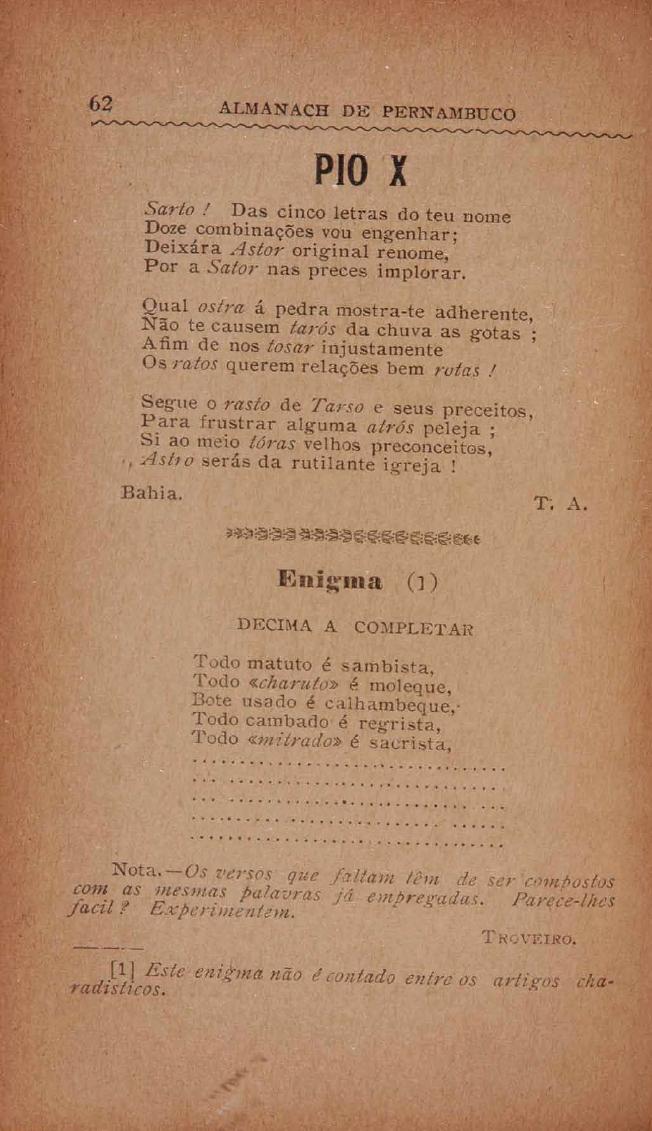 62
ALMANACH DE PERNAMBUCO
PIO X
Sarto ! Das cinco letras do teu nome
Doze combinações vou engenhar;
Deixára Astor original renome,
Por a Sator nas preces implorar.
Qual ostra á pedra mostra-te adherente,
Não te causem tarós da chuva as gotas ;
Afim de nos tosar injustamente
Os ratos querem relações bem rotas !
Segue o rasto de Tarso e seus preceitos,
Para frustrar alguma atrós peleja ;
Si ao meio tóras velhos preconceitos,
Astro serás da rutilante igreja !
Bahia.
T. A.
Enigma (1)
DECIMA A COMPLETAR
Todo matuto é sambista,
Todo «charuto» é moleque,
Bote usado é calhambeque,
Todo cambado é regrista,
Todo «mitrado» é sacrista,
Nota.—Os versos que faltam têm de ser compostos
com as mesmas palavras já empregadas. Parece-lhes
facil ? Experimentem.
TROVEIRO.
[1] Este enigma não é contado entre os artigos cha-
radisticos.